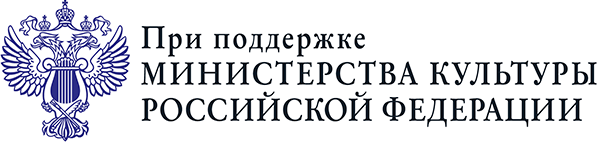 При поддержке
МИНИСТЕРСТВА КУЛЬТУРЫ
РОССИЙСКОЙ ФЕДЕРАЦИИ